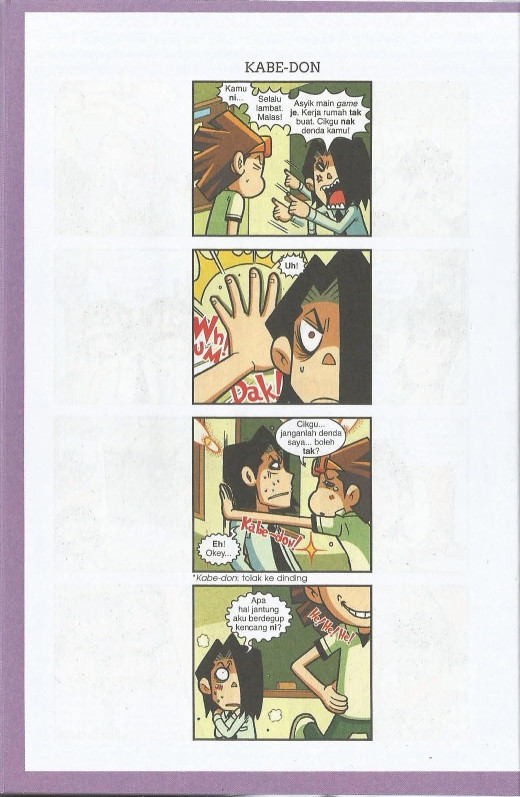 KABE-DON
Kamu
ni...
Selalu
lambat.
Malas!
Asyik main game
je. Kerja rumah tak
buat. Cikgu nak
denda kamu!
Uh!
Wh
UM!
Dak!
Cikgu...
janganlah denda
saya... boleh
tak?
Kabe-don!
Eh!
Okey...
*Kabe-don: tolak ke dinding
Apa
hal jantung
aku berdegup
kencang ni?
He! He! He!